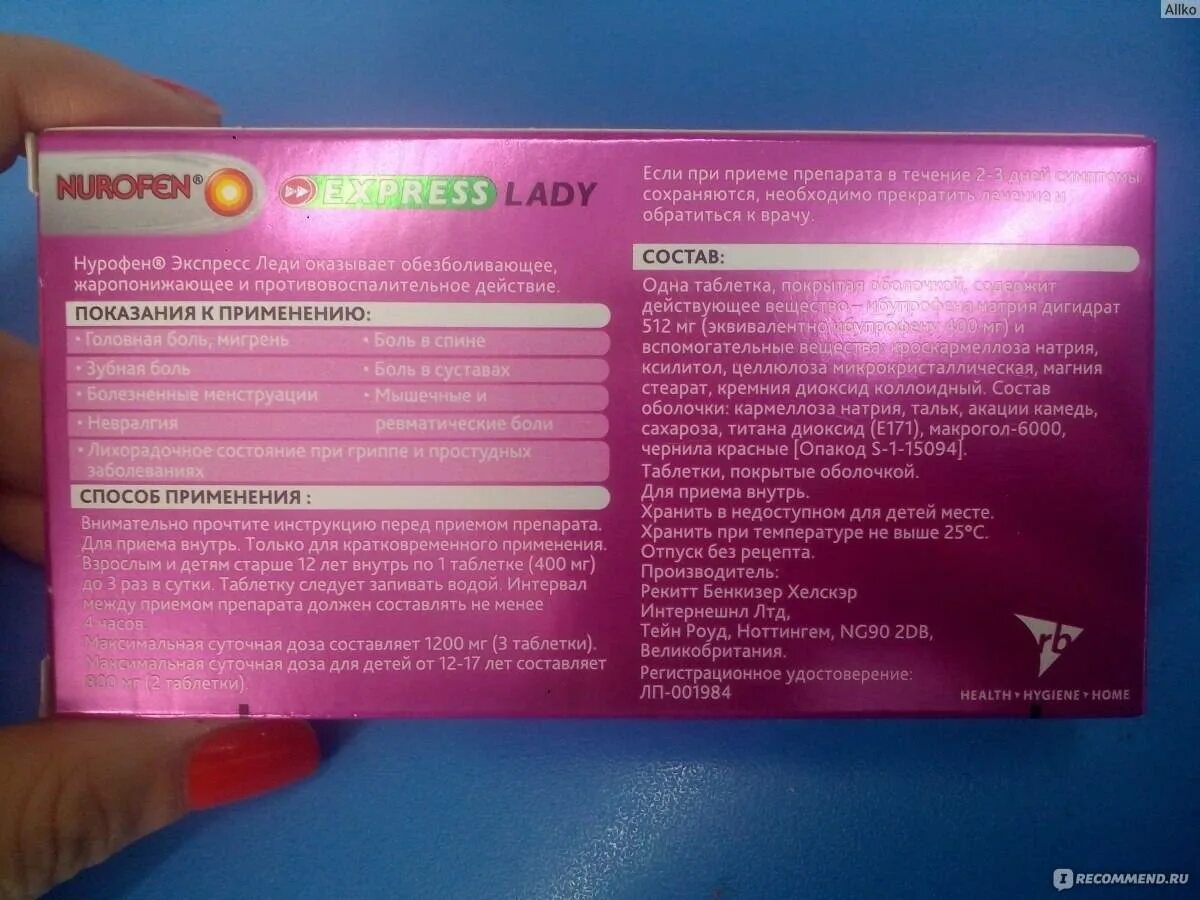 Allko
NUROFEN®
EXPRESS LADY
Нурофен® Экспресс Леди оказывает обезболивающее,
жаропонижающее и противовоспалительное действие.
ПОКАЗАНИЯ К ПРИМЕНЕНИЮ:
• Головная боль, мигрень
• Зубная боль
• Болезненные менструации
• Невралгия
• Боль в спине
• Боль в суставах
• Мышечные и
ревматические боли
• Лихорадочное состояние при гриппе и простудных
заболеваниях
СПОСОБ ПРИМЕНЕНИЯ :
Внимательно прочтите инструкцию перед приемом препарата.
Для приема внутрь. Только для кратковременного применения.
Взрослым и детям старше 12 лет внутрь по 1 таблетке (400 мг)
до 3 раз в сутки. Таблетку следует запивать водой. Интервал
между приемом препарата должен составлять не менее
4 часов.
Максимальная суточная доза составляет 1200 мг (3 таблетки).
Максимальная суточная доза для детей от 12-17 лет составляет
800 мг (2 таблетки).
Если при приеме препарата в течение 2-3 дней симптомы
сохраняются, необходимо прекратить лечение и
обратиться к врачу.
СОСТАВ:
Одна таблетка, покрытая оболочкой, содержит
действующее вещество – ибупрофена натрия дигидрат
512 мг (эквивалентно ибупрофену 400 мг) и
вспомогательные вещества: кроскармеллоза натрия,
ксилитол, целлюлоза микрокристаллическая, магния
стеарат, кремния диоксид коллоидный. Состав
оболочки: кармеллоза натрия, тальк, акации камедь,
сахароза, титана диоксид (E171), макрогол-6000,
чернила красные [Опакод S-1-15094].
Таблетки, покрытые оболочкой.
Для приема внутрь.
Хранить в недоступном для детей месте.
Хранить при температуре не выше 25°C.
Отпуск без рецепта.
Производитель:
Рекитт Бенкизер Хелскэр
Интернешнл Лтд,
Тейн Роуд, Ноттингем, NG90 2DB,
Великобритания.
Регистрационное удостоверение:
ЛП-001984
rb
HEALTH • HYGIENE • HOME
IRECOMMEND.RU